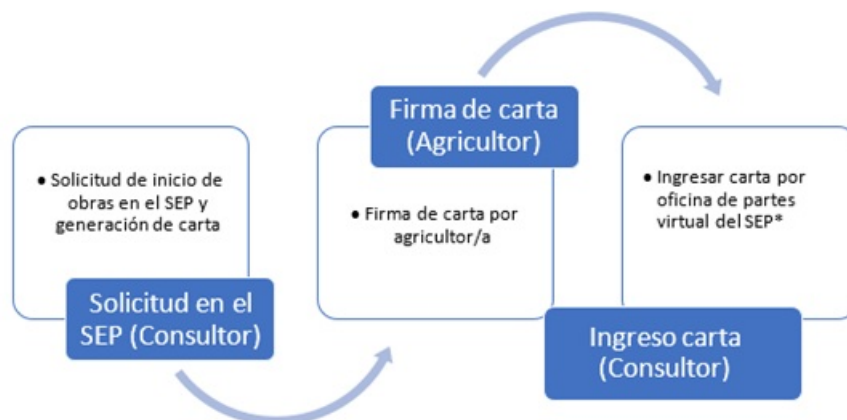 • Solicitud de inicio de
obras en el SEP y
generación de carta
Solicitud en el
SEP (Consultor)
Firma de carta
(Agricultor)
• Firma de carta por
agricultor/a
• Ingresar carta por
oficina de partes
virtual del SEP*
Ingreso carta
(Consultor)